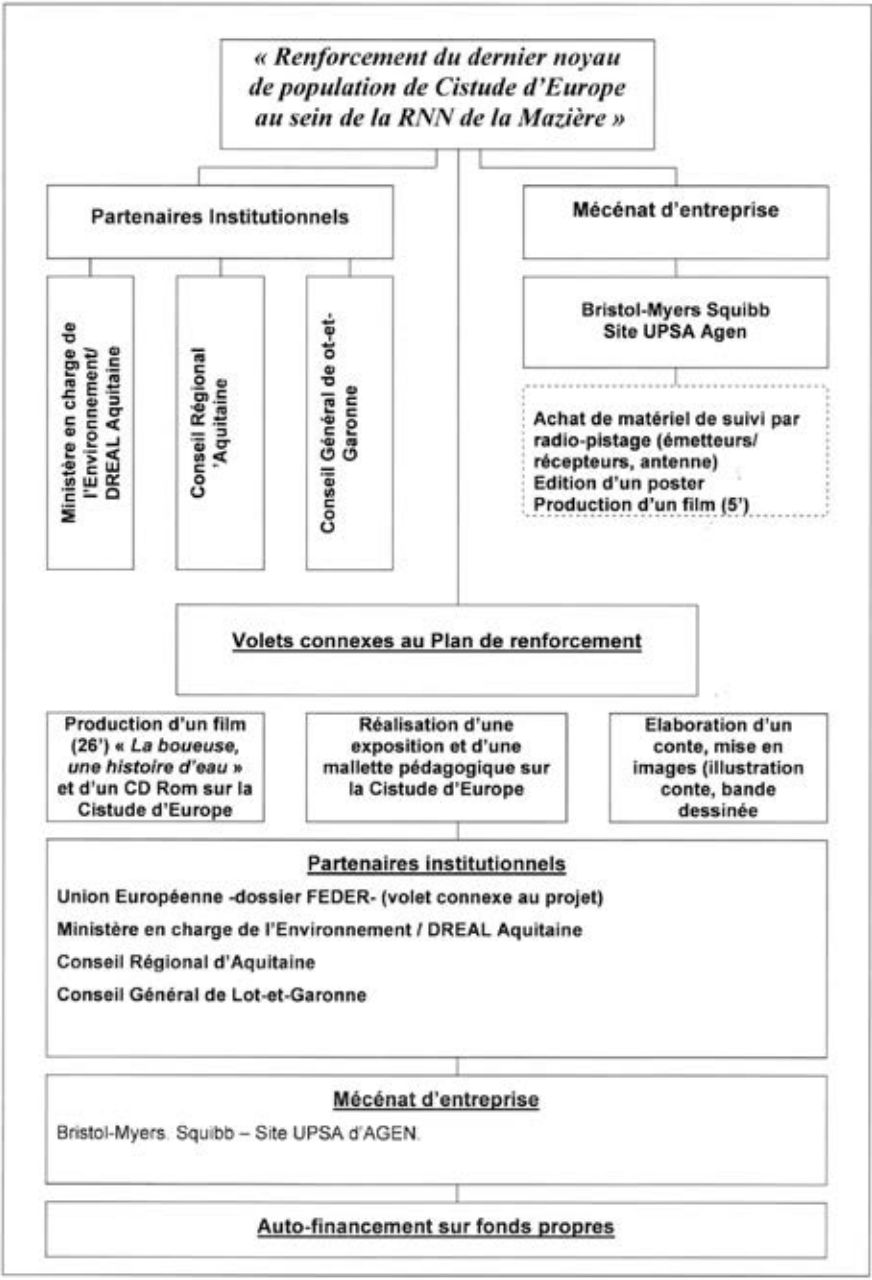 « Renforcement du dernier noyau
de population de Cistude d'Europe
au sein de la RNN de la Mazière »
Partenaires Institutionnels
Mécénat d'entreprise
Ministère en charge de
l'Environnement/
DREAL Aquitaine
Conseil Régional
'Aquitaine
Conseil Général de ot-et-
Garonne
Bristol-Myers Squibb
Site UPSA Agen
Achat de matériel de suivi par
radio-pistage (émetteurs/
récepteurs, antenne)
Edition d'un poster
Production d'un film (5')
Volets connexes au Plan de renforcement
Production d'un film
(26') « La boueuse,
une histoire d'eau »
et d'un CD Rom sur la
Cistude d'Europe
Réalisation d'une
exposition et d'une
mallette pédagogique sur
la Cistude d'Europe
Elaboration d'un
conte, mise en
images (illustration
conte, bande
dessinée
Partenaires institutionnels
Union Européenne -dossier FEDER- (volet connexe au projet)
Ministère en charge de l'Environnement / DREAL Aquitaine
Conseil Régional d'Aquitaine
Conseil Général de Lot-et-Garonne
Mécénat d'entreprise
Bristol-Myers. Squibb – Site UPSA d'AGEN.
Auto-financement sur fonds propres